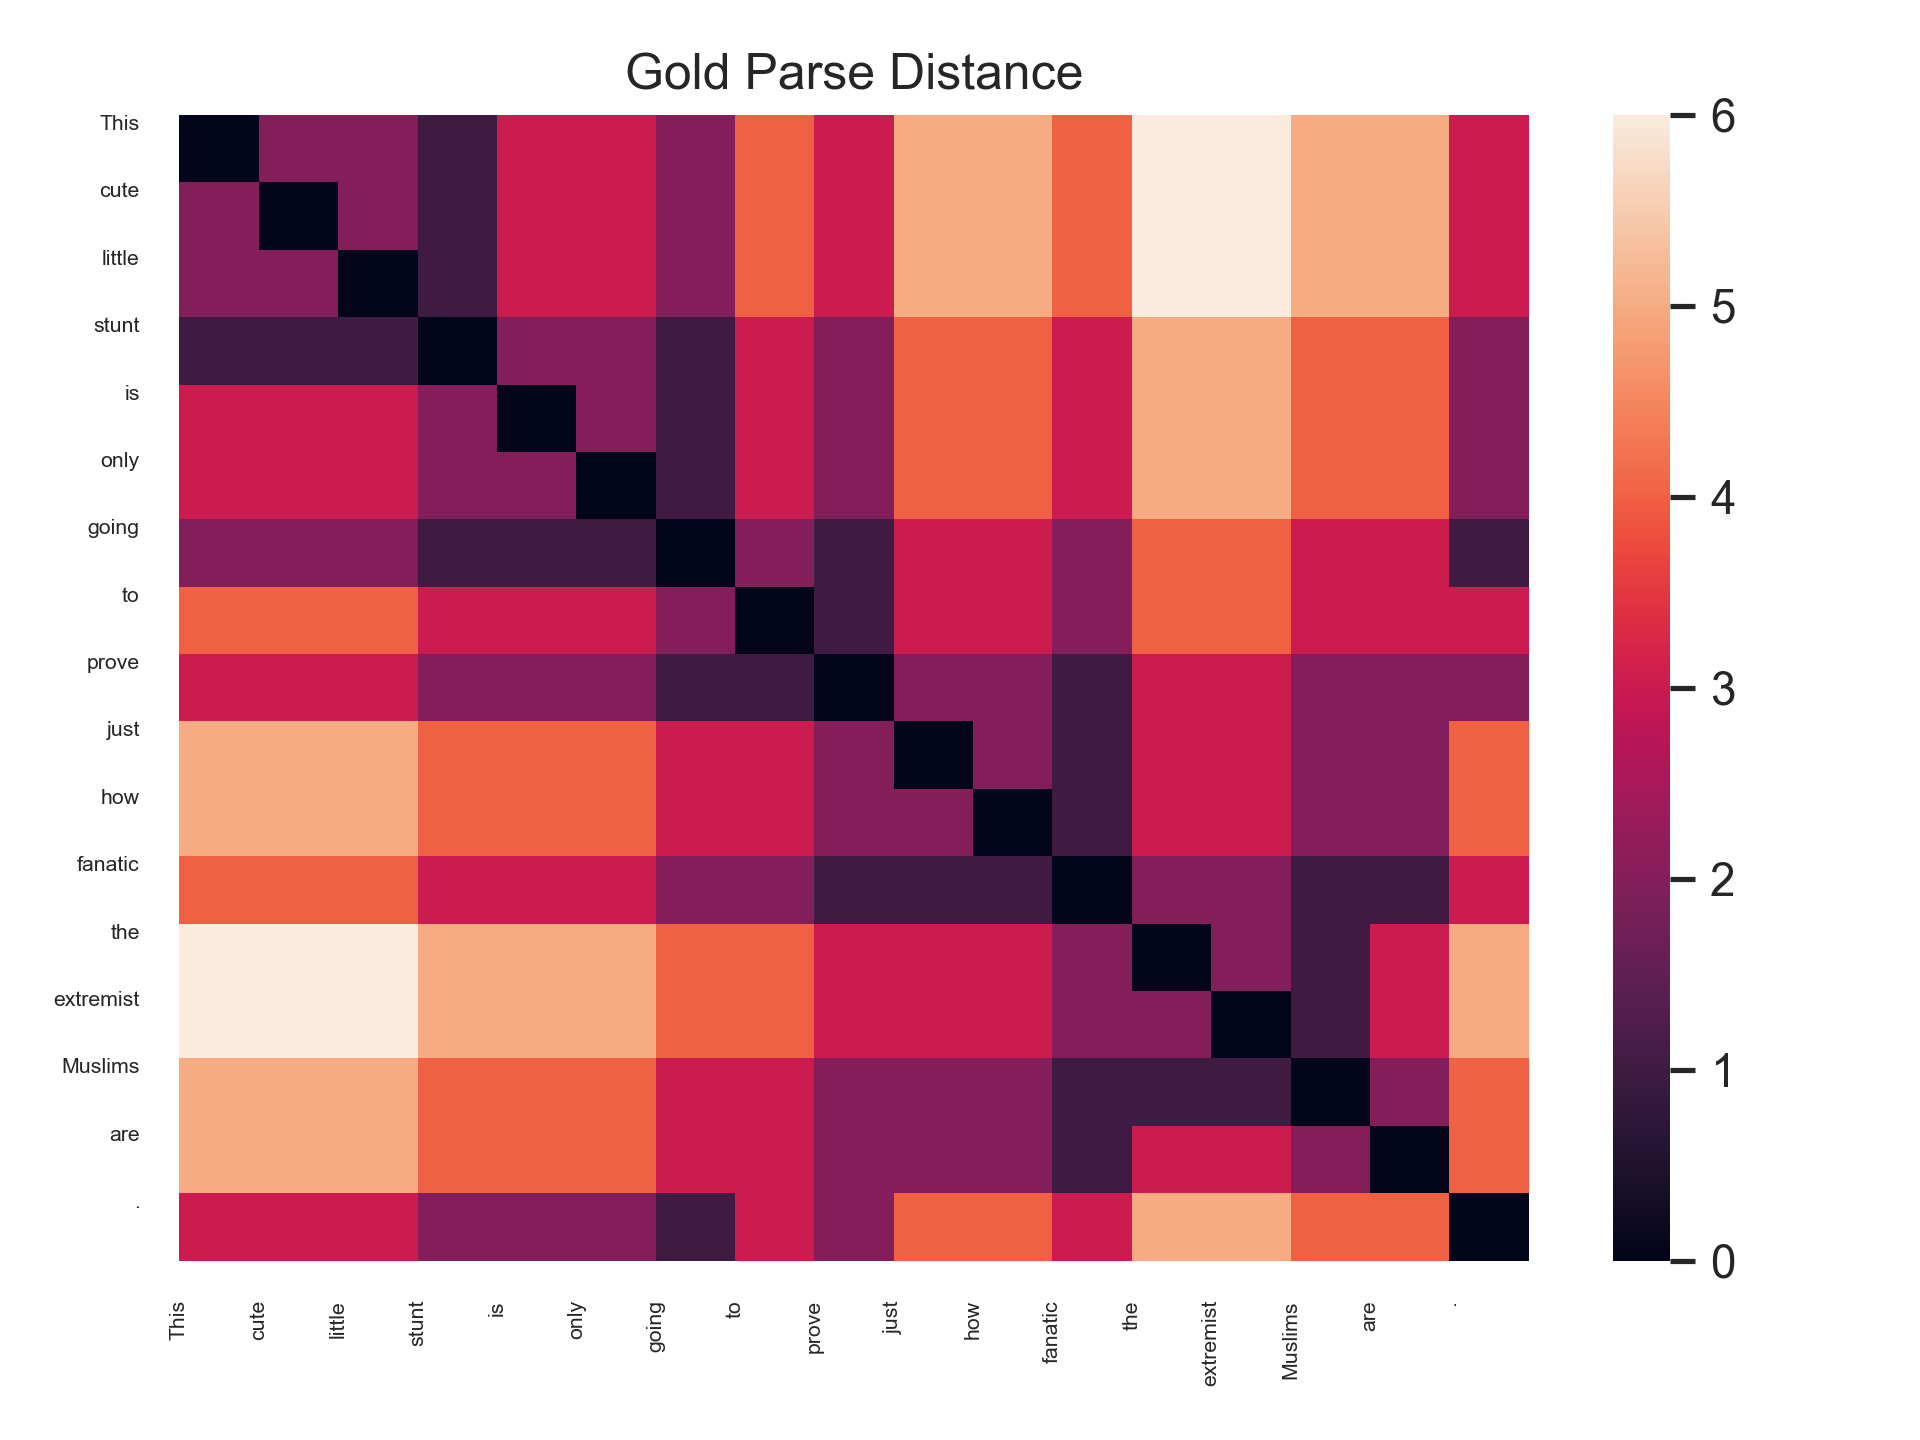 Gold Parse Distance
This
cute
little
stunt
is
only
going
to
prove
just
how
fanatic
the
extremist
Muslims
are
.
6
5
4
3
2
1
0
This
cute
little
stunt
is
only
going
to
prove
just
how
fanatic
the
extremist
Muslims
are
.